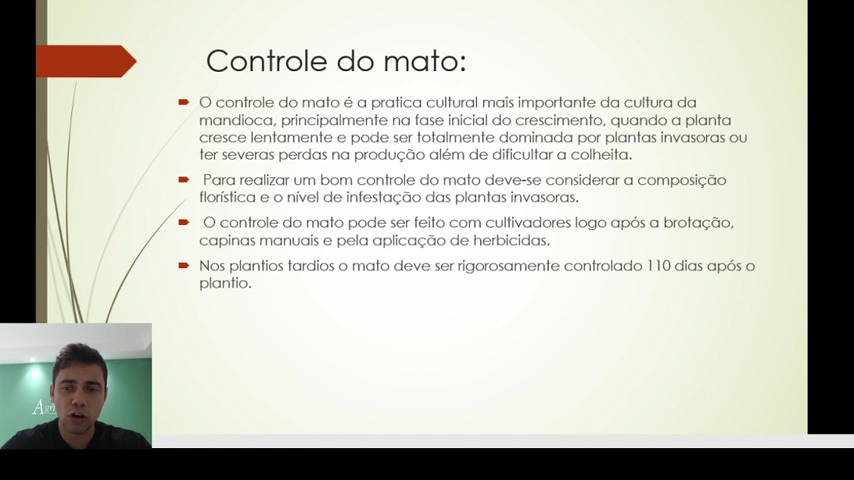 Controle do mato:
O controle do mato é a pratica cultural mais importante da cultura da
mandioca, principalmente na fase inicial do crescimento, quando a planta
cresce lentamente e pode ser totalmente dominada por plantas invasoras ou
ter severas perdas na produção além de dificultar a colheita.
Para realizar um bom controle do mato deve-se considerar a composição
florística e o nível de infestação das plantas invasoras.
O controle do mato pode ser feito com cultivadores logo após a brotação,
capinas manuais e pela aplicação de herbicidas.
Nos plantios tardios o mato deve ser rigorosamente controlado 110 dias após o
plantio.